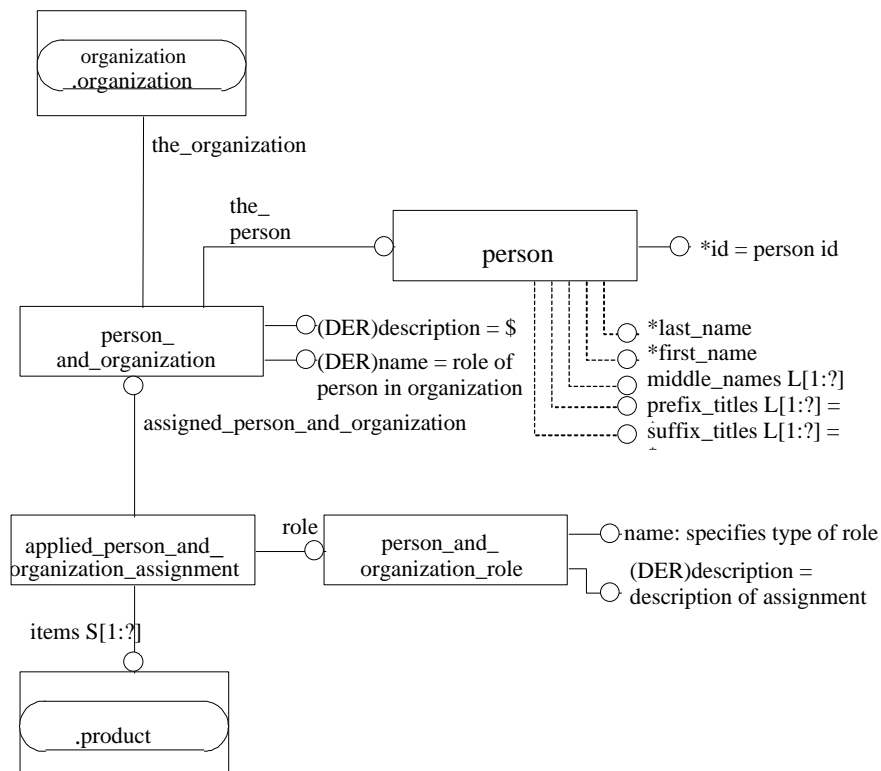 organization
.organization
the_organization
the_
person
person
*id = person id
person_
and_organization
(DER)description = $
(DER)name = role of
person in organization
*last_name
*first_name
middle_names L[1:?]
prefix_titles L[1:?] =
suffix_titles L[1:?] =
assigned_person_and_organization
applied_person_and_
organization_assignment
role
person_and_
organization_role
name: specifies type of role
(DER)description =
description of assignment
items S[1:?]
.product